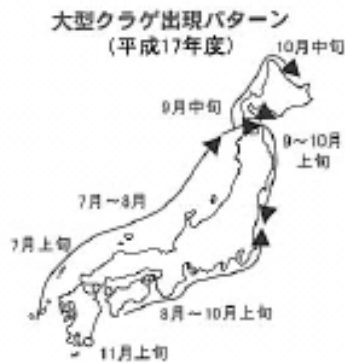 大型クラゲ出現パターン
(平成17年度)
10月中旬
9月中旬
9～10月
上旬
7月～8月
7月上旬
8月～10月上旬
11月上旬